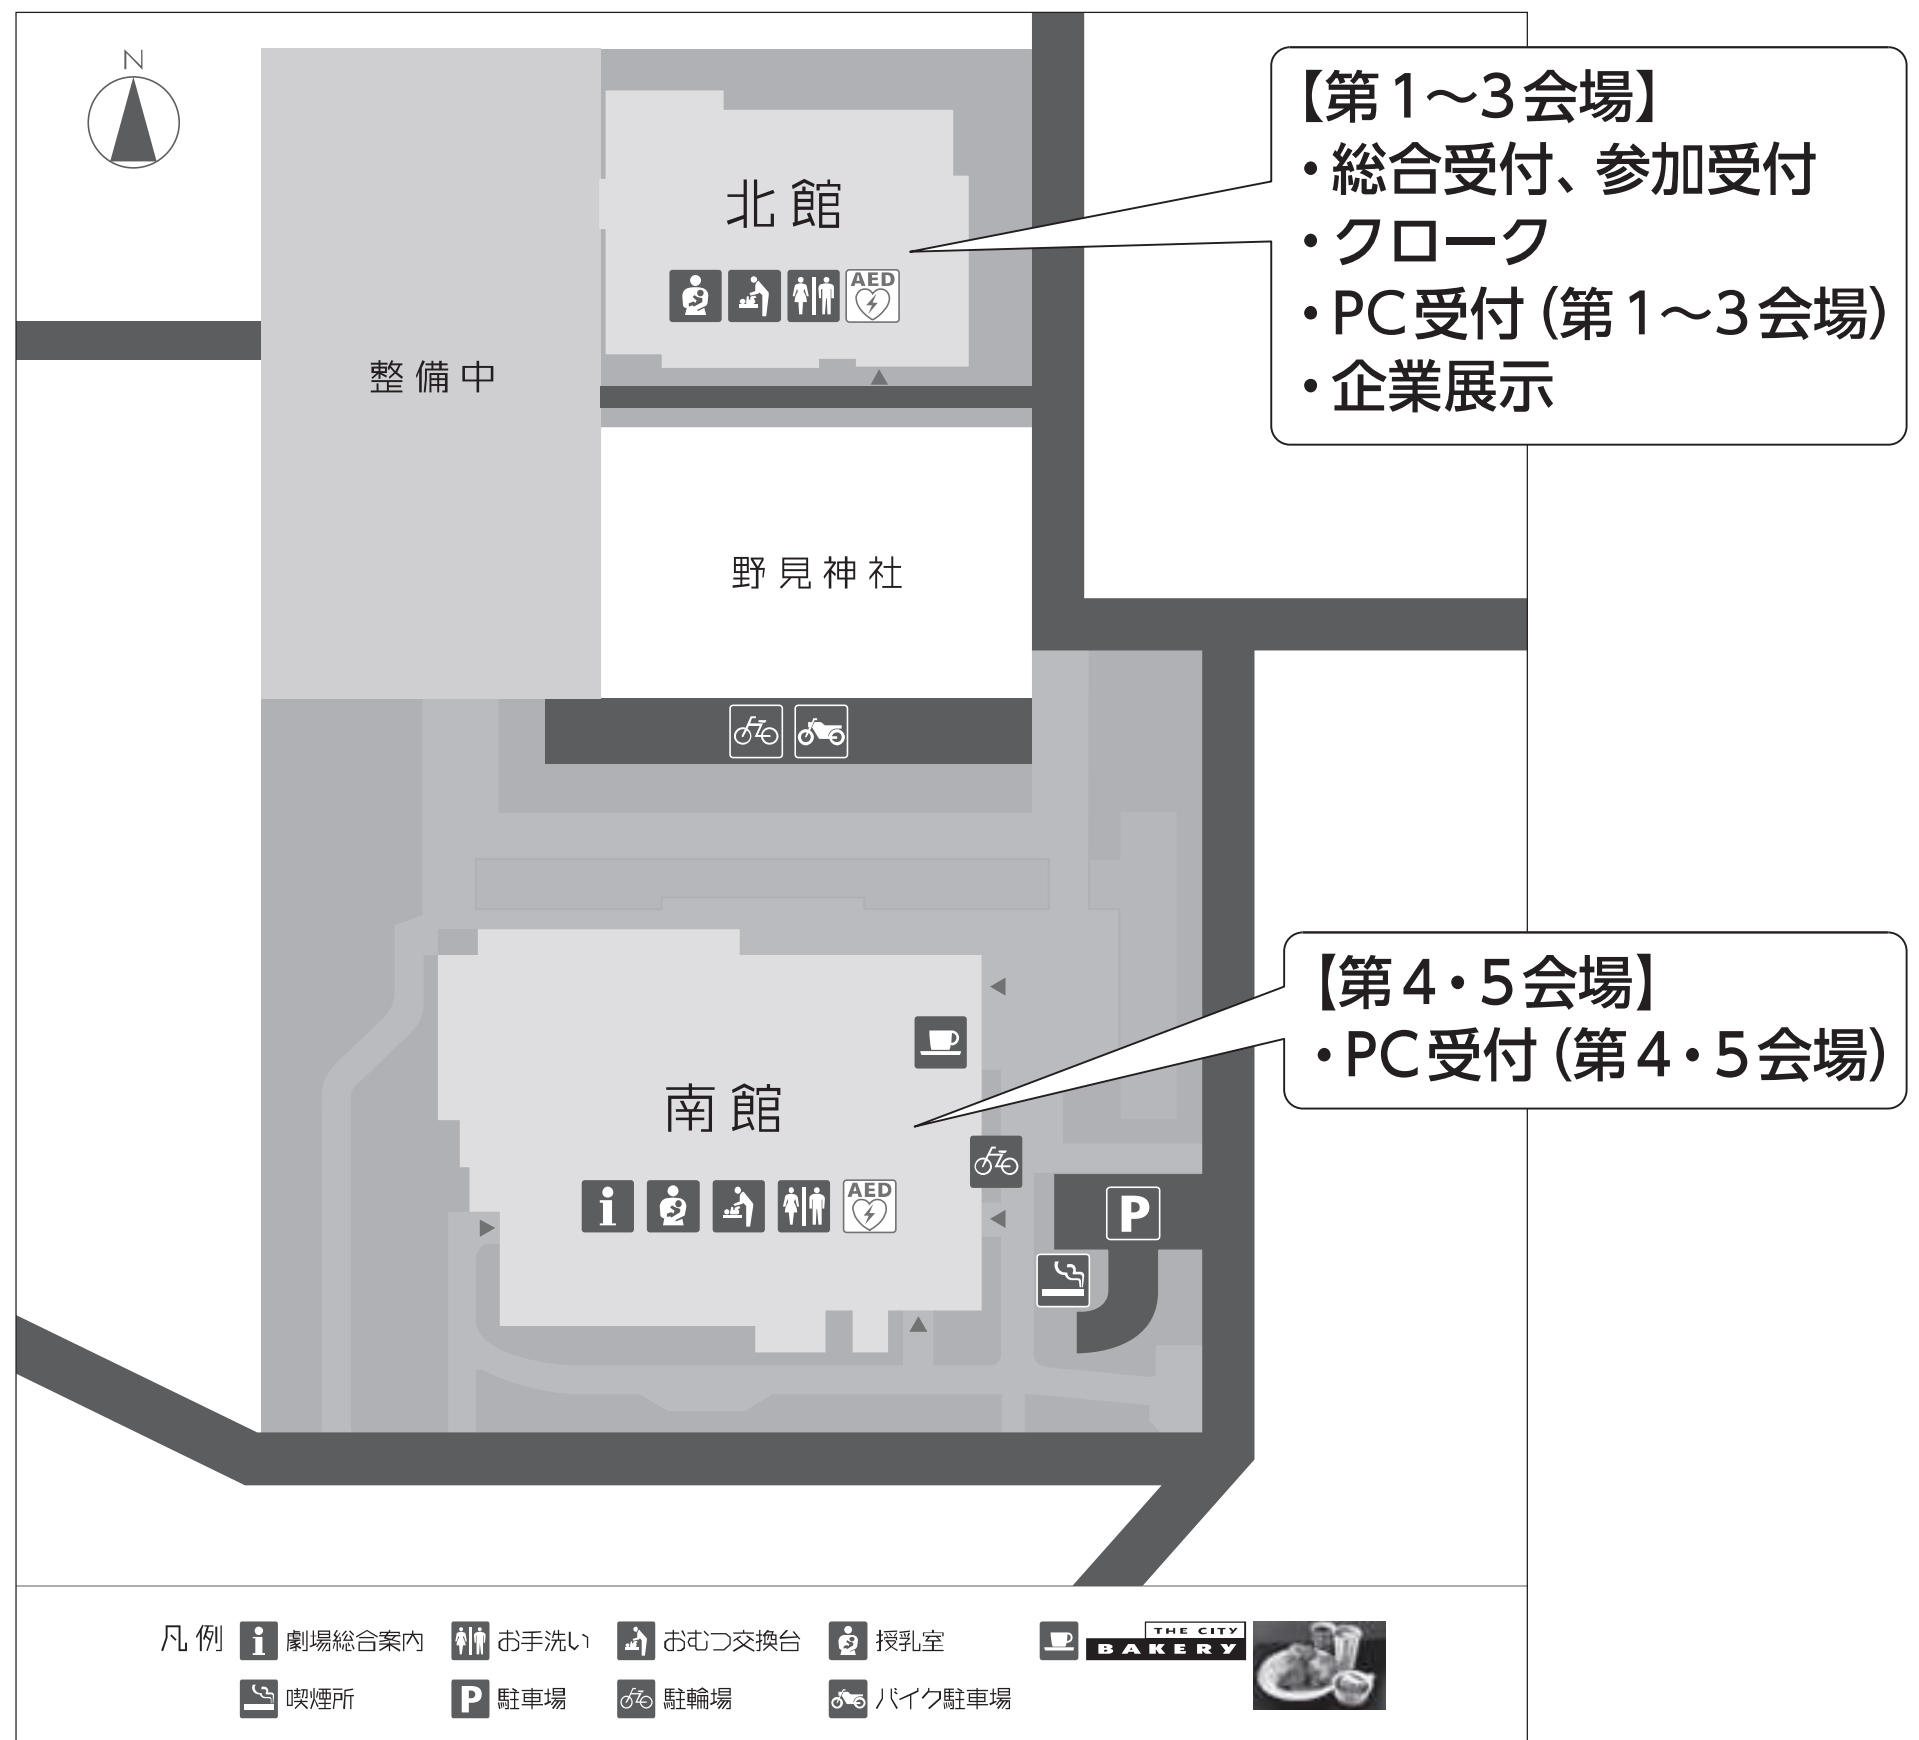 N
【第1〜3会場】
・総合受付、参加受付
・クローク
・PC受付（第1〜3会場）
・企業展示
北館
AED
整備中
野見神社
【第4・5会場】
・PC受付（第4・5会場）
南館
i
AED
P
凡例
i 劇場総合案内
お手洗い
おむつ交換台
授乳室
THE CITY
BAKERY
喫煙所
P 駐車場
駐輪場
バイク駐車場